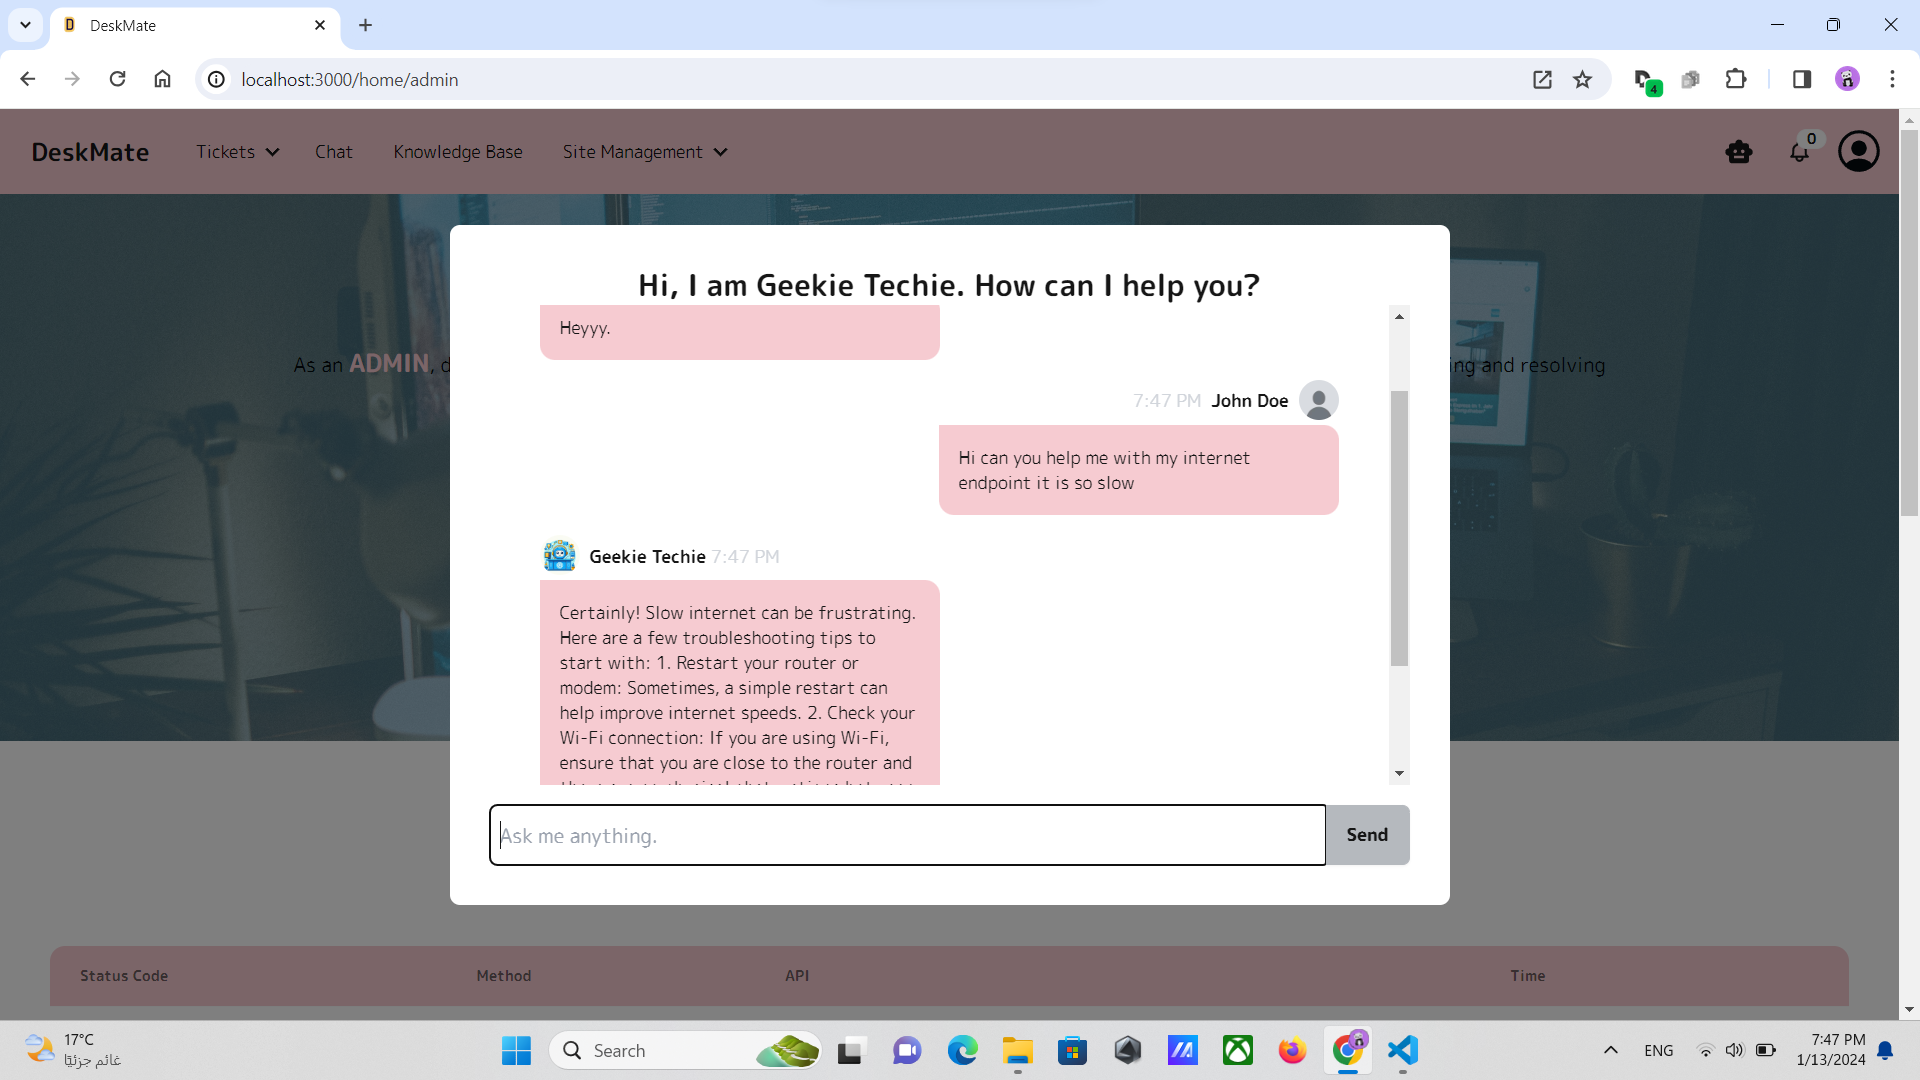 DeskMate
localhost:3000/home/admin
4
DeskMate
Tickets
Chat
Knowledge Base
Site Management
0
Hi, I am Geekie Techie. How can I help you?
Heyyy.
As an ADMIN, d
ing and resolving
7:47 PM John Doe
Hi can you help me with my internet
endpoint it is so slow
Geekie Techie 7:47 PM
Certainly! Slow internet can be frustrating.
Here are a few troubleshooting tips to
start with: 1. Restart your router or
modem: Sometimes, a simple restart can
help improve internet speeds. 2. Check your
Wi-Fi connection: If you are using Wi-Fi,
ensure that you are close to the router and
Ask me anything.
Send
Status Code
Method
API
Time
17°C
غائم جزئيًا
Search
ENG
7:47 PM
1/13/2024